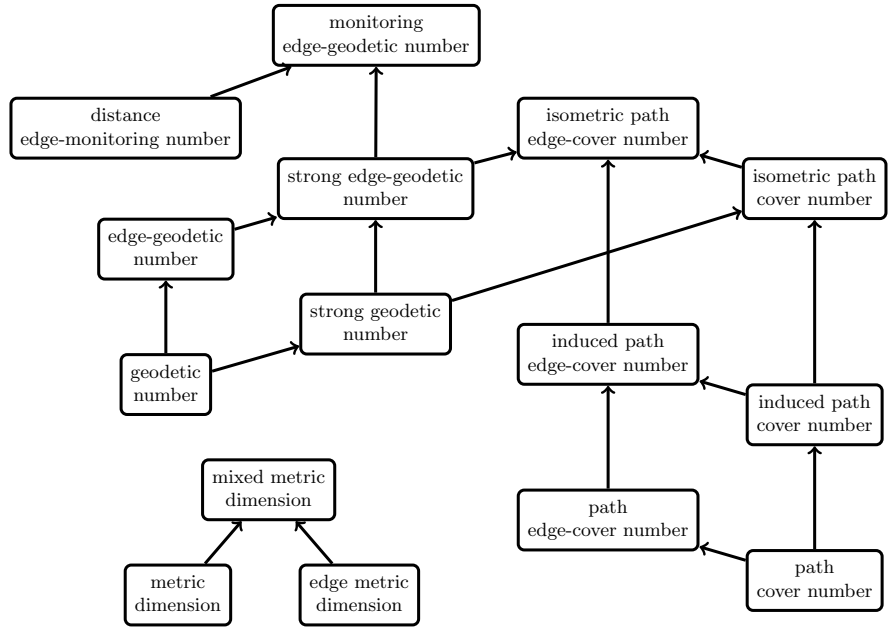 monitoring
edge-geodetic number
distance
edge-monitoring number
isometric path
edge-cover number
strong edge-geodetic
number
isometric path
cover number
edge-geodetic
number
strong geodetic
number
induced path
edge-cover number
geodetic
number
induced path
cover number
mixed metric
dimension
path
edge-cover number
metric
dimension
edge metric
dimension
path
cover number